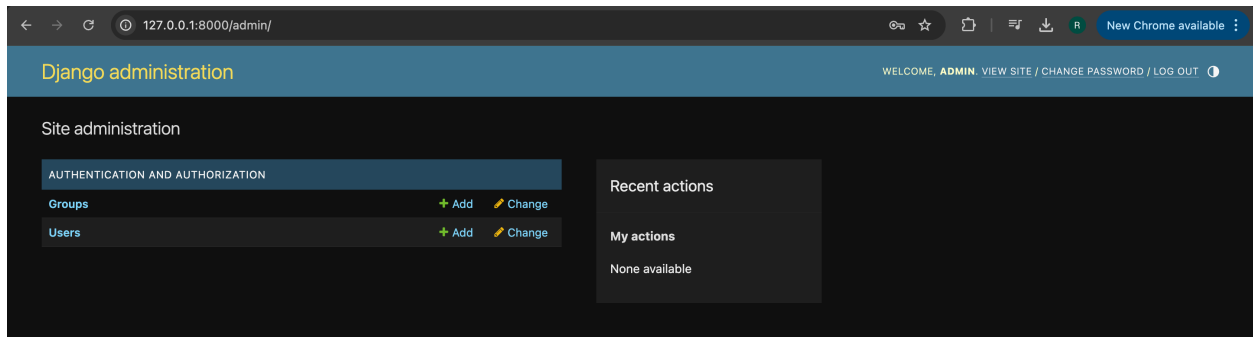 127.0.0.1:8000/admin/
R
New Chrome available
Django administration
WELCOME, ADMIN. VIEW SITE / CHANGE PASSWORD / LOG OUT
Site administration
AUTHENTICATION AND AUTHORIZATION
Groups + Add Change
Users + Add Change
Recent actions
My actions
None available